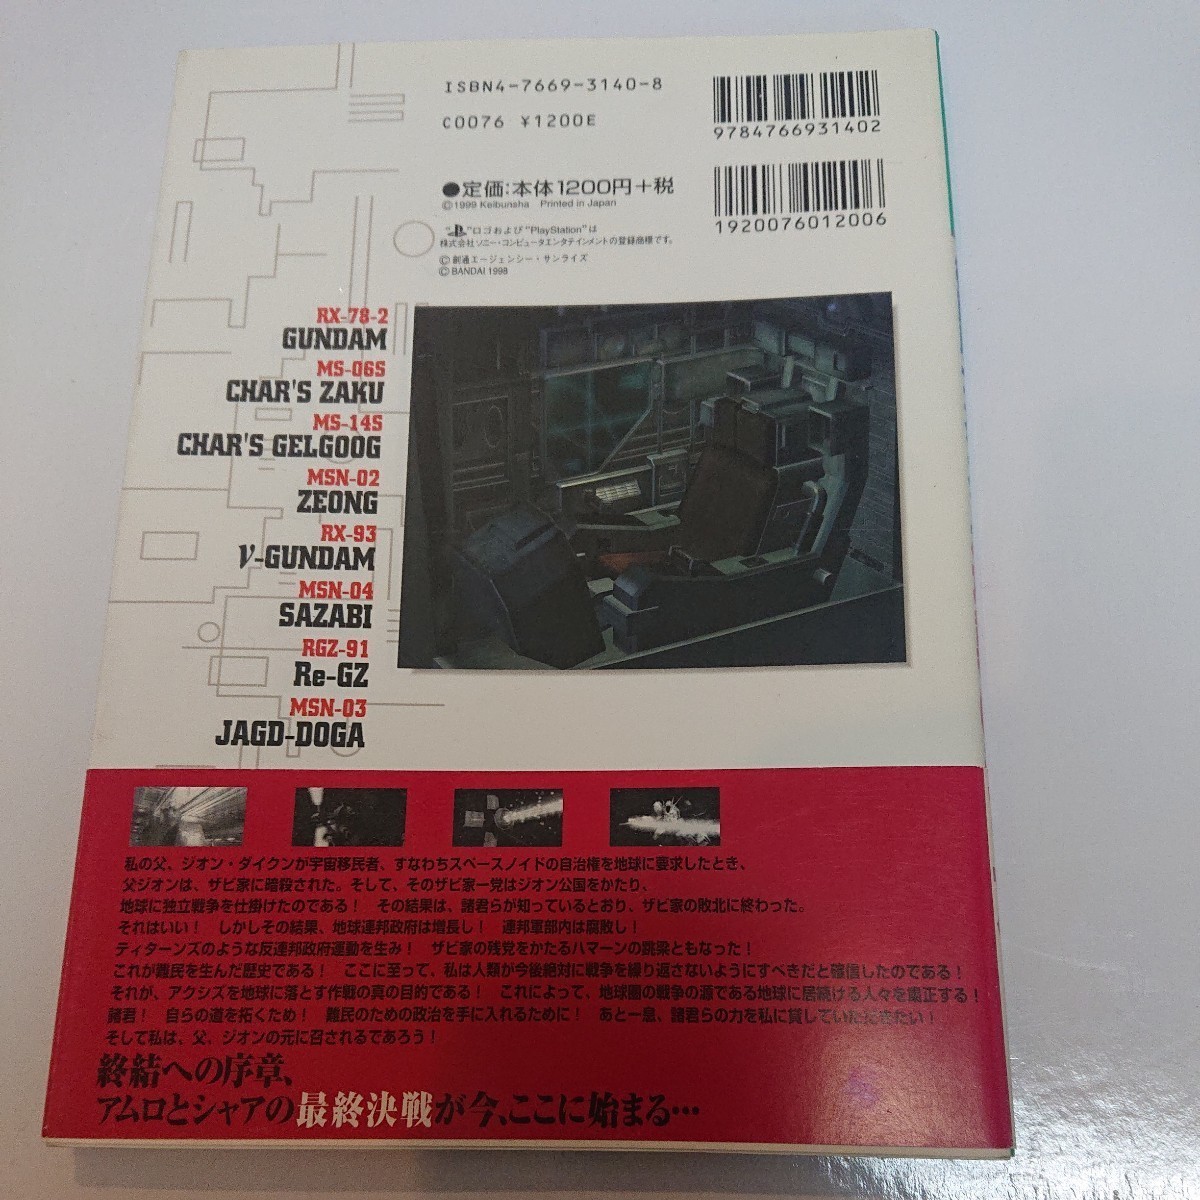 ISBN4-7669-3140-8
C0076 ¥1200E
9784766931402
●定価:本体1200円+税
©1999 Keibunsha Printed in Japan
1920076012006
"PS"ロゴおよび"PlayStation"は
株式会社ソニー・コンピュータエンタテインメントの登録商標です。
©創通エージェンシー・サンライズ
©BANDAI 1998
RX-78-2
GUNDAM
MS-06S
CHAR'S ZAKU
MS-14S
CHAR'S GELGOOG
MSN-02
ZEONG
RX-93
ν-GUNDAM
MSN-04
SAZABI
RGZ-91
Re-GZ
MSN-03
JAGD-DOGA
私の父、ジオン・ダイクンが宇宙移民者、すなわちスペースノイドの自治権を地球に要求したとき、
父ジオンは、ザビ家に暗殺された。そして、そのザビ家一党はジオン公国をかたり、
地球に独立戦争を仕掛けたのである! その結果は、諸君らが知っているとおり、ザビ家の敗北に終わった。
それはいい! しかしその結果、地球連邦政府は増長し! 連邦軍部内は腐敗し!
ティターンズのような反連邦政府運動を生み! ザビ家の残党をかたるハマーンの跳梁ともなった!
これが難民を生んだ歴史である! ここに至って、私は人類が今後絶対に戦争を繰り返さないようにすべきだと確信したのである!
それが、アクシズを地球に落とす作戦の真の目的である! これによって、地球圏の戦争の源である地球に居続ける人々を粛正する!
諸君! 自らの道を拓くため! 難民のための政治を手に入れるために! あと一息、諸君らの力を私に貸していただきたい!
そして私は、父、ジオンの元に召されるであろう!
終結への序章、
アムロとシャアの最終決戦が今、ここに始まる…